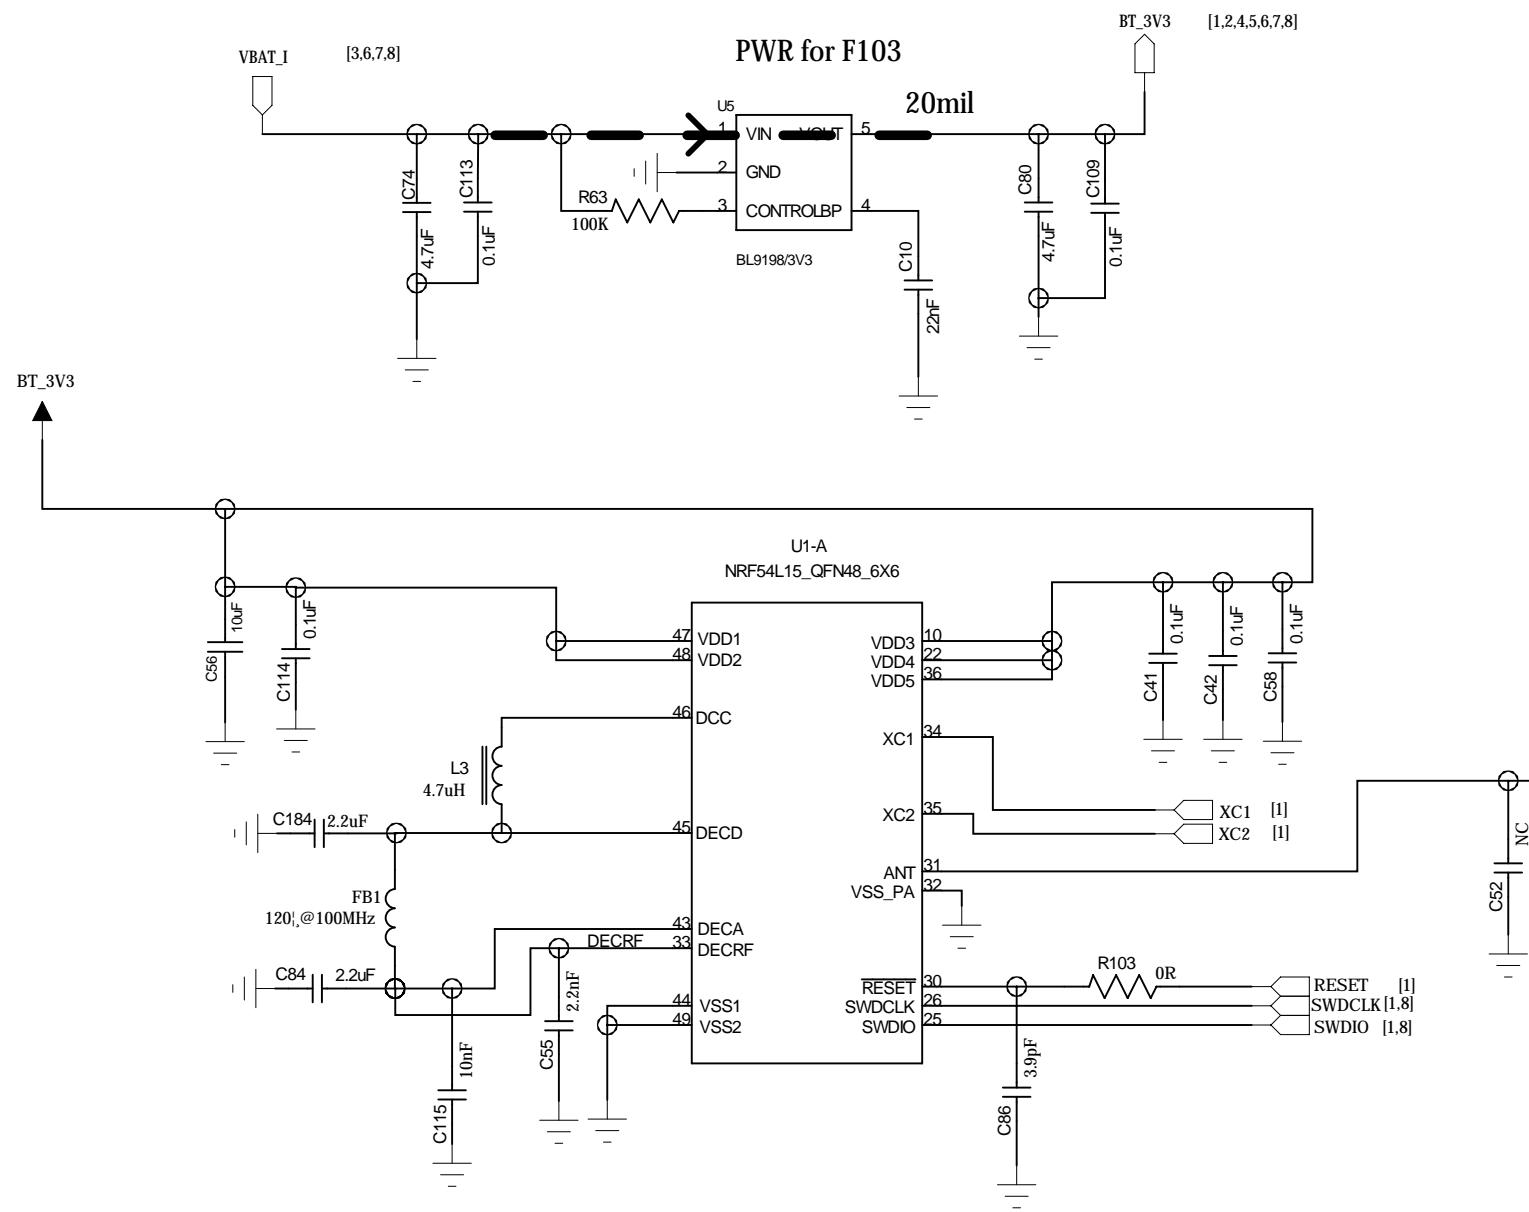 BT_3V3 [1,2,4,5,6,7,8]
VBAT_I [3,6,7,8]
PWR for F103
20mil
U5
1 VIN VOUT 5
2 GND
3 CONTROLBP 4
BL9198/3V3
R63
100K
C74
4.7uF
C113
0.1uF
C10
22nF
C80
4.7uF
C109
0.1uF
BT_3V3
U1-A
NRF54L15_QFN48_6X6
10uF
C56
0.1uF
C114
47 VDD1
48 VDD2
46 DCC
45 DECD
43 DECA
DECRF 33 DECRF
44 VSS1
49 VSS2
VDD3 10
VDD4 22
VDD5 36
XC1 34
XC2 35
ANT 31
VSS_PA 32
RESET 30
SWDCLK 26
SWDIO 25
0.1uF
C41
0.1uF
C42
0.1uF
C58
L3
4.7uH
C184 2.2uF
FB1
120¦¸@100MHz
C84 2.2uF
10nF
C115
2.2nF
C55
XC1 [1]
XC2 [1]
NC
C52
R103 0R
3.9pF
C86
RESET [1]
SWDCLK [1,8]
SWDIO [1,8]